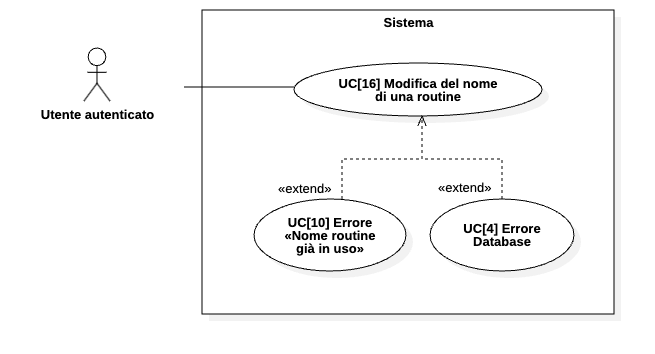 Sistema
Utente autenticato
UC[16] Modifica del nome
di una routine
«extend»
«extend»
UC[10] Errore
«Nome routine
già in uso»
UC[4] Errore
Database